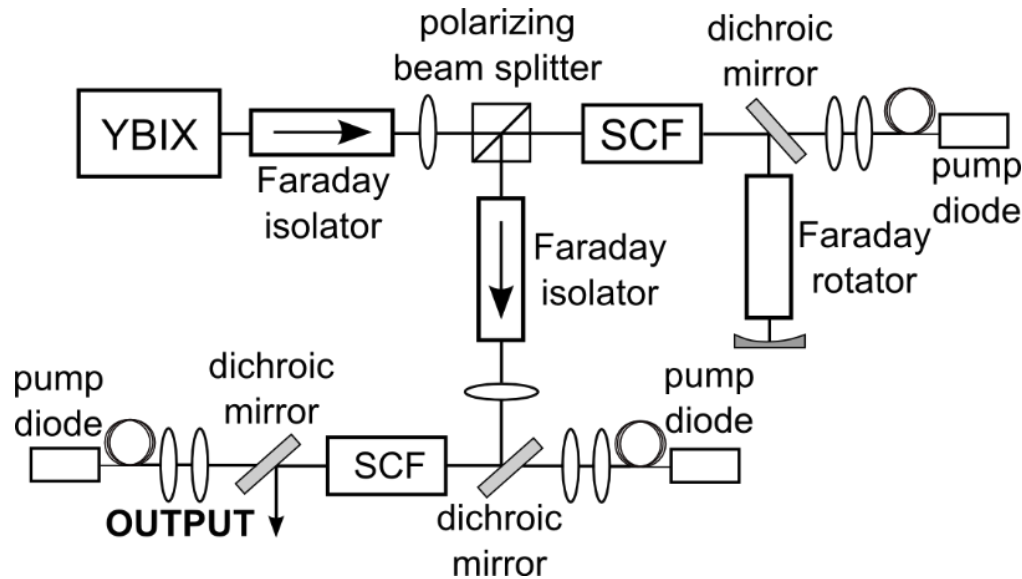 polarizing
beam splitter
dichroic
mirror
YBIX
SCF
Faraday
isolator
pump
diode
Faraday
isolator
Faraday
rotator
pump
diode
dichroic
mirror
pump
diode
SCF
OUTPUT
dichroic
mirror